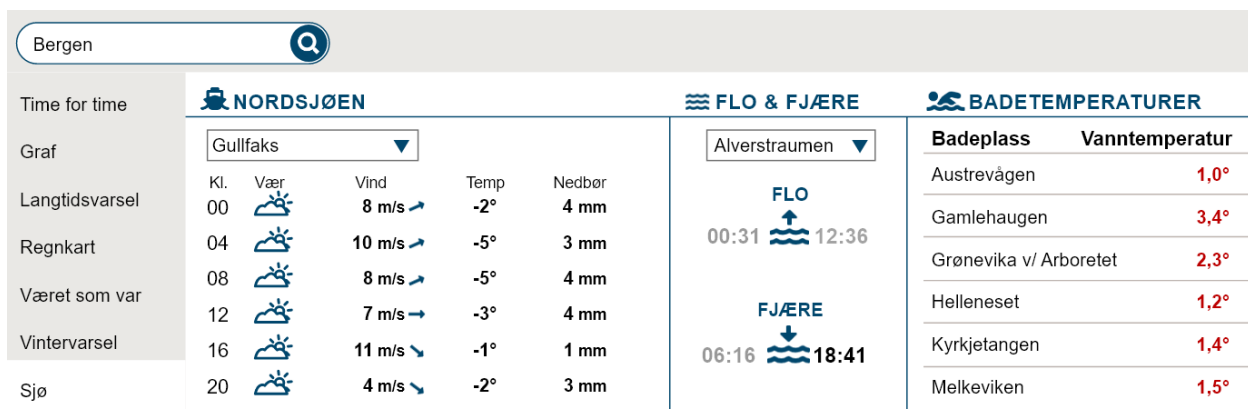 Bergen
Time for time
Graf
Langtidsvarsel
Regnkart
Været som var
Vintervarsel
Sjø
NORDSJØEN
Gullfaks
Kl. Vær Vind Temp Nedbør
00 8 m/s -2° 4 mm
04 10 m/s -5° 3 mm
08 8 m/s -5° 4 mm
12 7 m/s -3° 4 mm
16 11 m/s -1° 1 mm
20 4 m/s -2° 3 mm
FLO & FJÆRE
Alverstraumen
FLO
00:31 12:36
FJÆRE
06:16 18:41
BADETEMPERATURER
Badeplass Vanntemperatur
Austrevågen 1,0°
Gamlehaugen 3,4°
Grønevika v/ Arboretet 2,3°
Helleneset 1,2°
Kyrkjetangen 1,4°
Melkeviken 1,5°